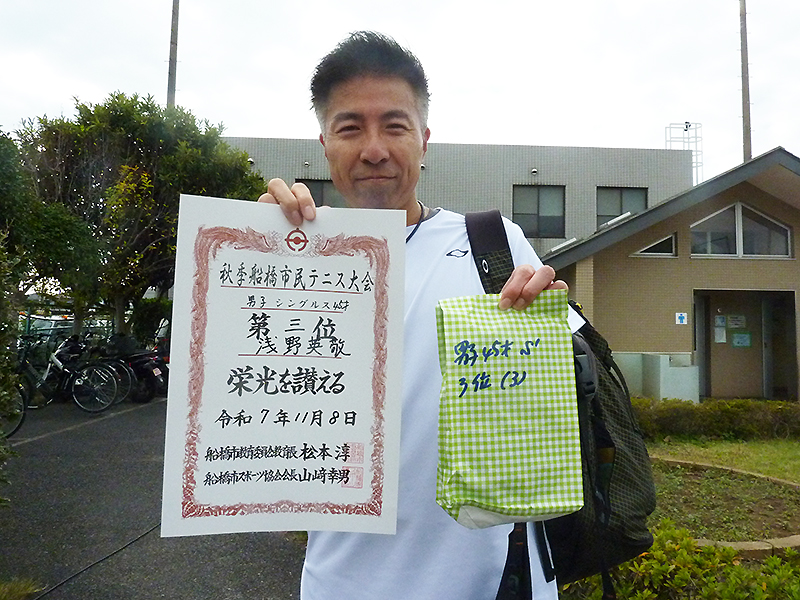 秋季船橋市民テニス大会
男子 シングルス45才
第三位
浅野英敬
栄光を讃える
令和7年11月8日
船橋市教育委員会教育長 松本淳
船橋市スポーツ協会会長 山﨑幸男
男45才 S'
3位 (3)